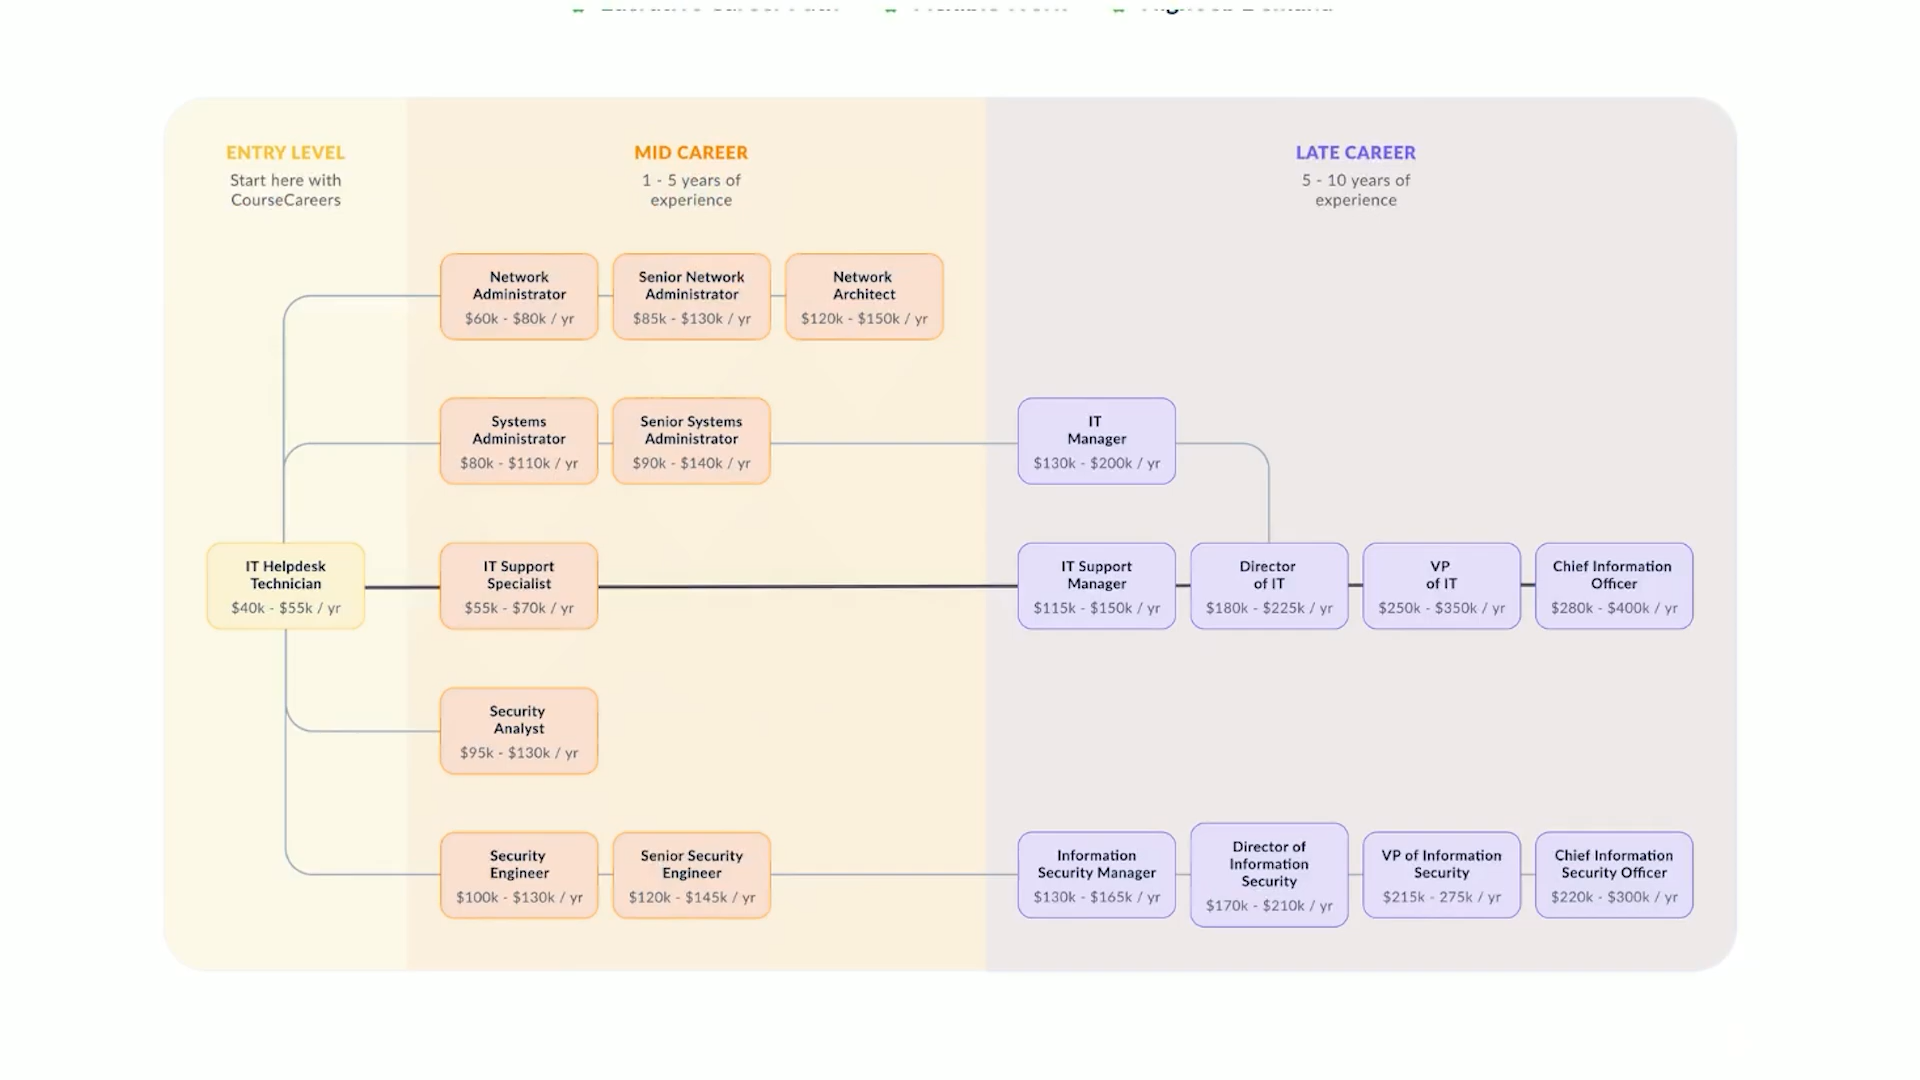 ENTRY LEVEL
Start here with
CourseCareers
MID CAREER
1 - 5 years of
experience
LATE CAREER
5 - 10 years of
experience
Network
Administrator
$60k - $80k / yr
Senior Network
Administrator
$85k - $130k / yr
Network
Architect
$120k - $150k / yr
Systems
Administrator
$80k - $110k / yr
Senior Systems
Administrator
$90k - $140k / yr
IT
Manager
$130k - $200k / yr
IT Helpdesk
Technician
$40k - $55k / yr
IT Support
Specialist
$55k - $70k / yr
IT Support
Manager
$115k - $150k / yr
Director
of IT
$180k - $225k / yr
VP
of IT
$250k - $350k / yr
Chief Information
Officer
$280k - $400k / yr
Security
Analyst
$95k - $130k / yr
Security
Engineer
$100k - $130k / yr
Senior Security
Engineer
$120k - $145k / yr
Information
Security Manager
$130k - $165k / yr
Director of
Information
Security
$170k - $210k / yr
VP of Information
Security
$215k - 275k / yr
Chief Information
Security Officer
$220k - $300k / yr